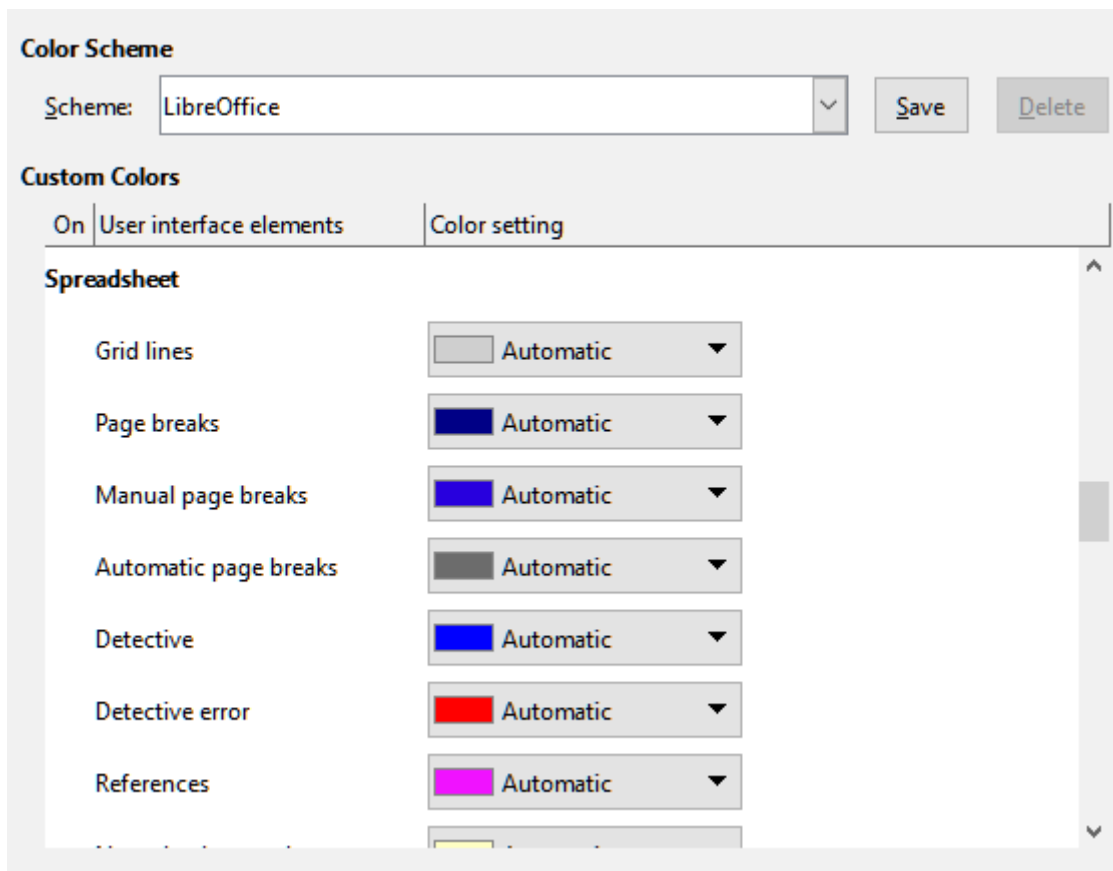 Color Scheme
Scheme: LibreOffice Save Delete
Custom Colors
On User interface elements Color setting
Spreadsheet
Grid lines Automatic
Page breaks Automatic
Manual page breaks Automatic
Automatic page breaks Automatic
Detective Automatic
Detective error Automatic
References Automatic